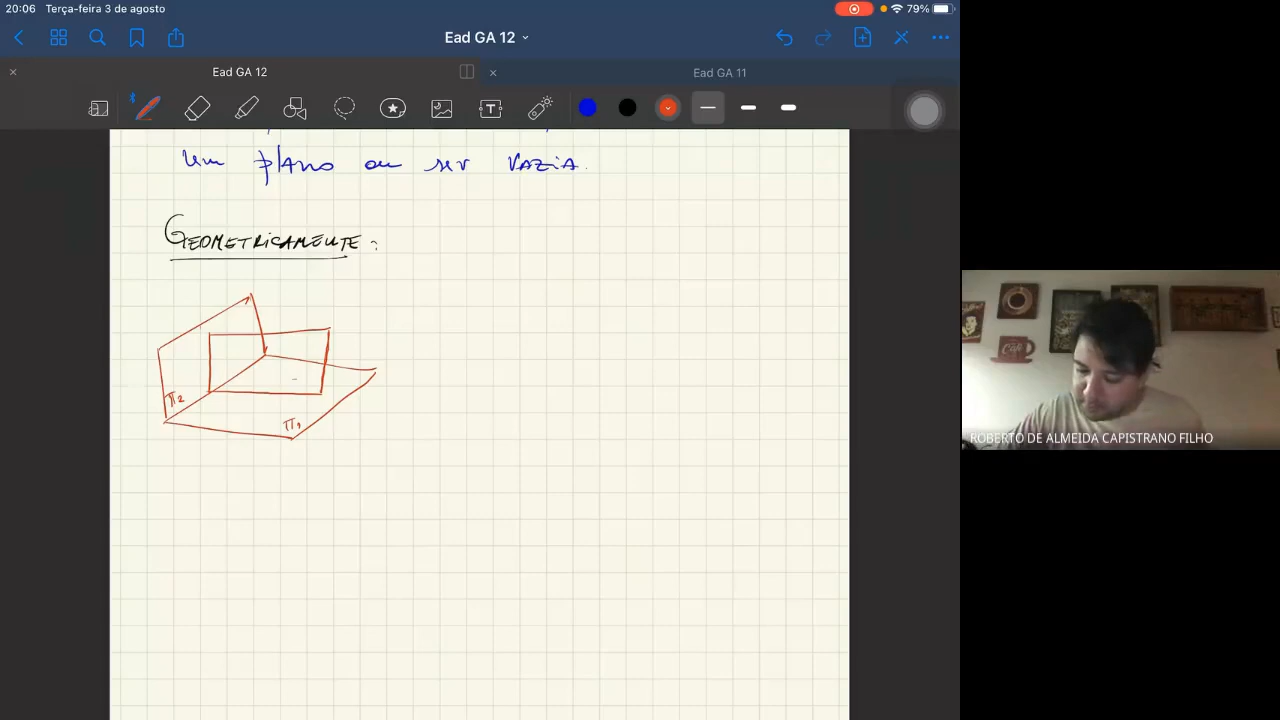 20:06 Terça-feira 3 de agosto
79%
Ead GA 12
Ead GA 12
Ead GA 11
T
um plano ou ser vazia.
GEOMETRICAMENTE:
π2
π1
Café
ROBERTO DE ALMEIDA CAPISTRANO FILHO